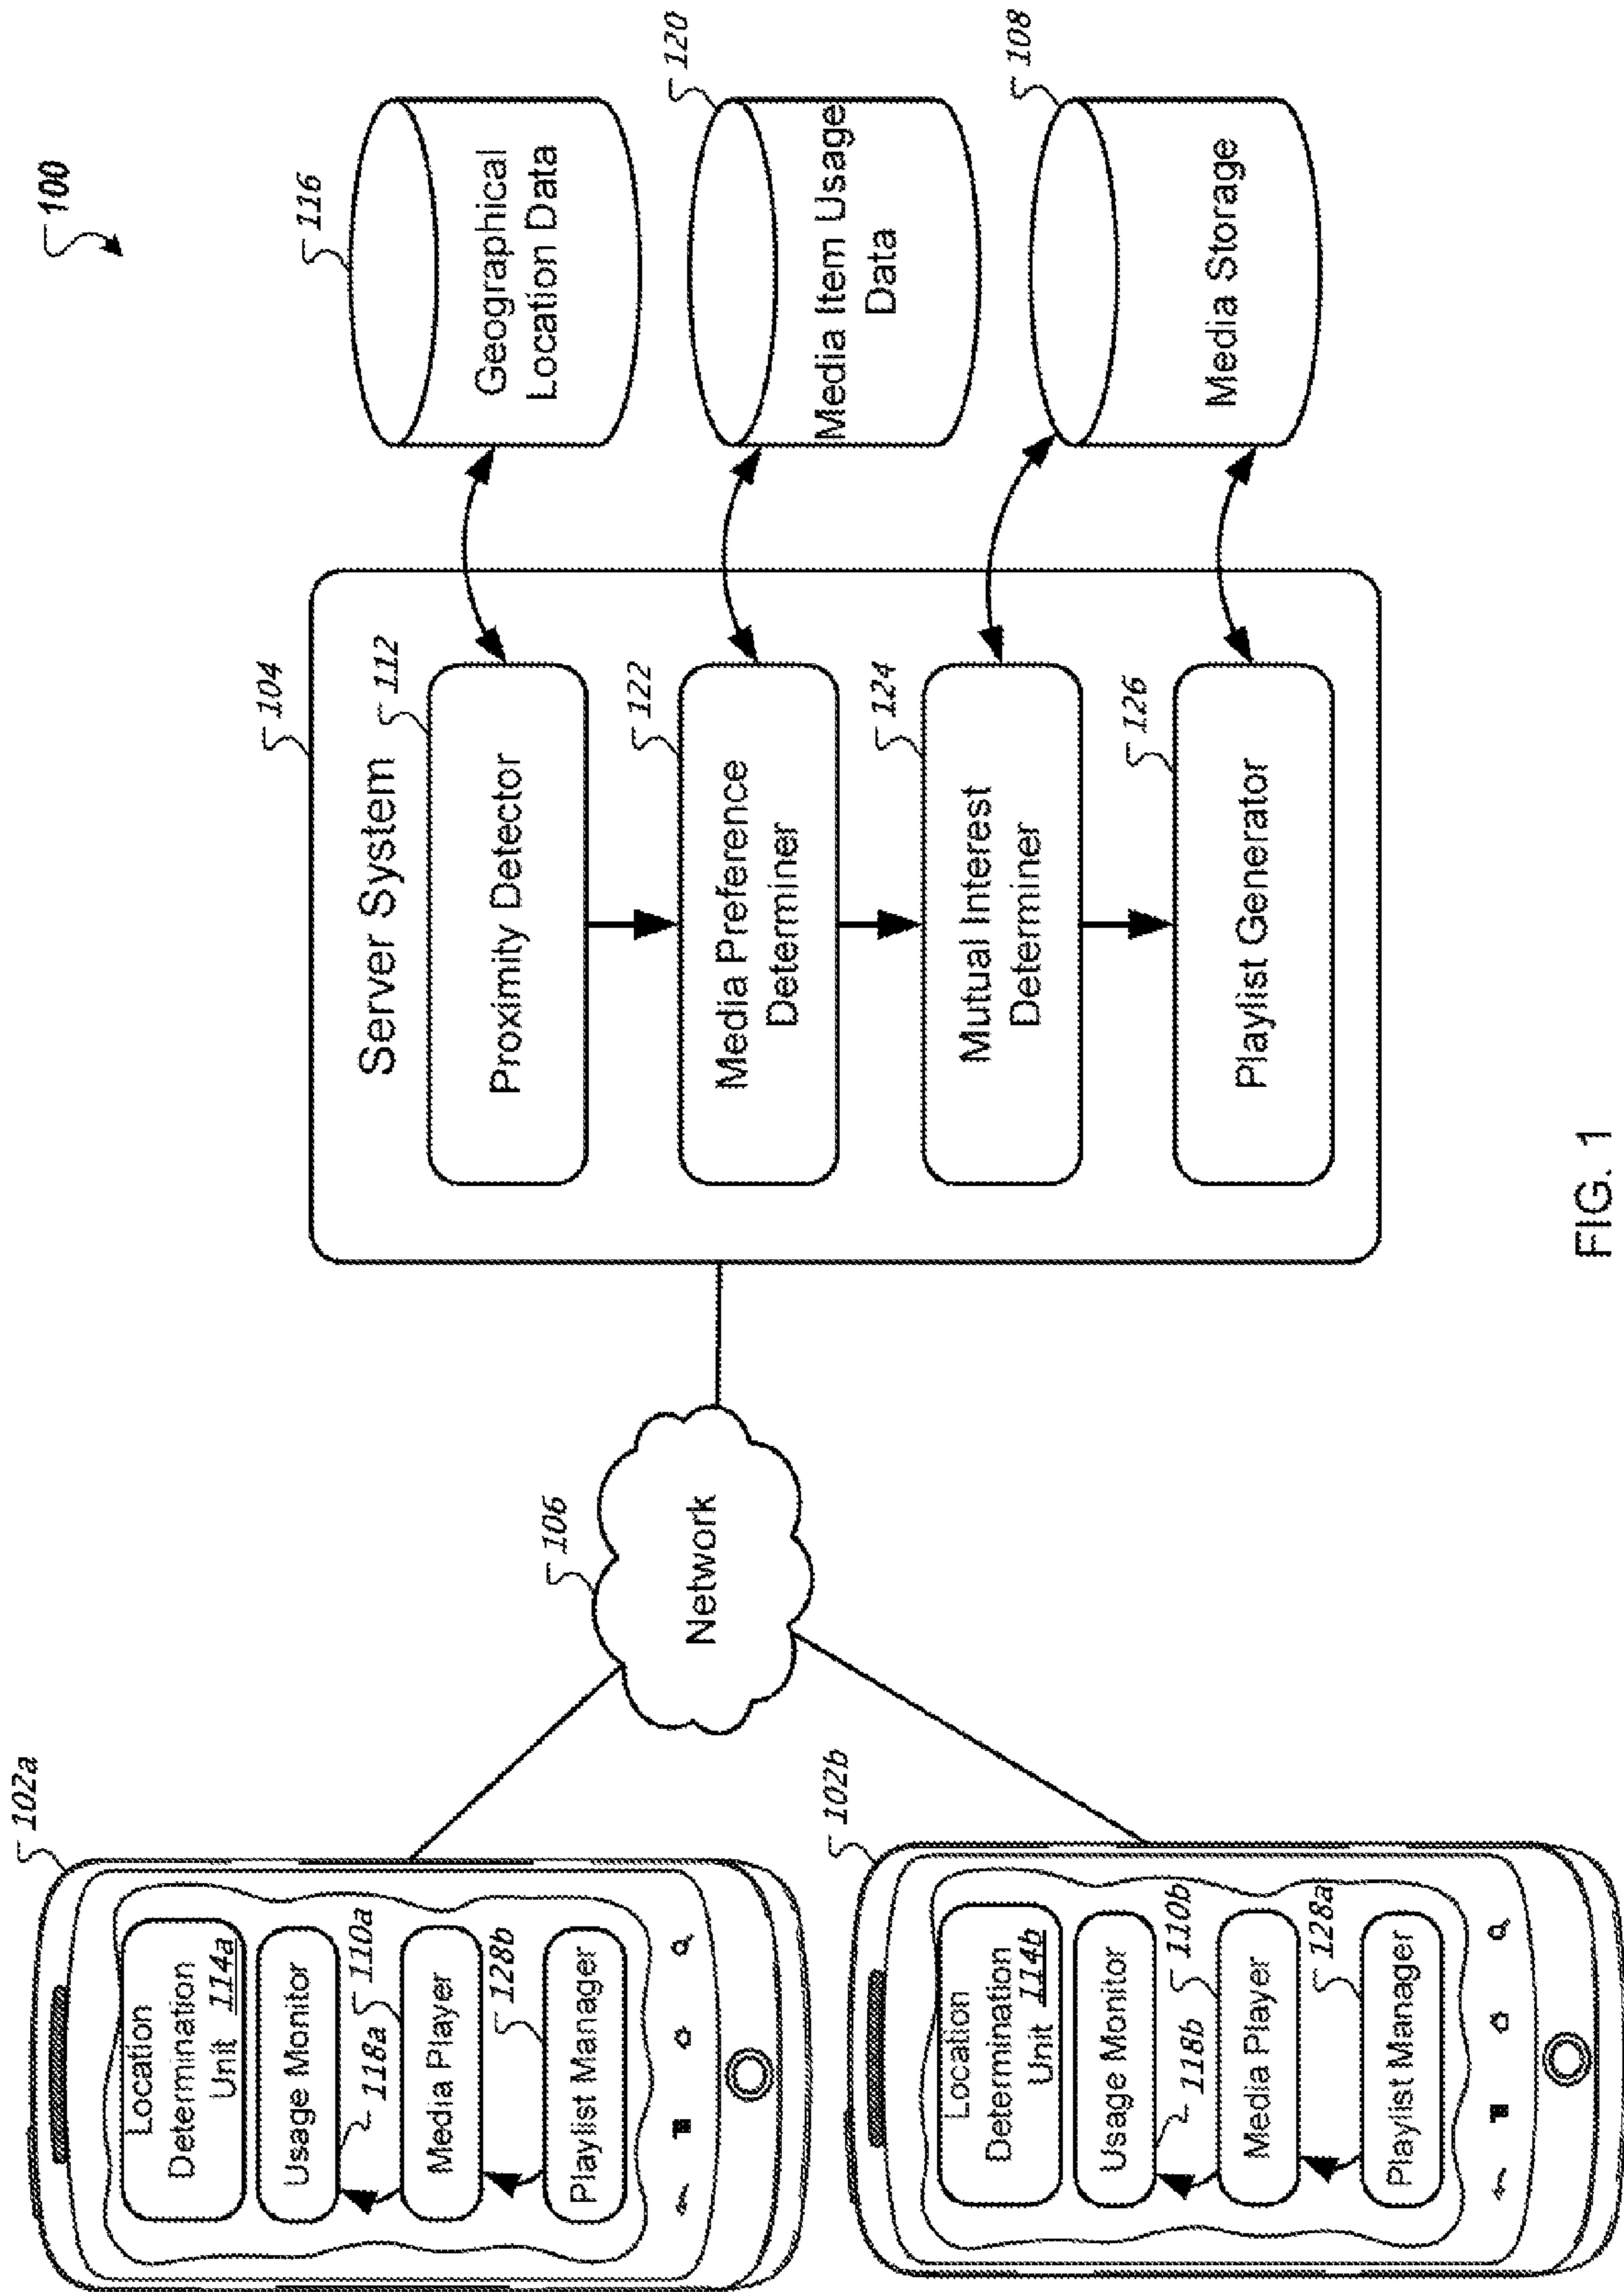 100
102a
Location
Determination
Unit 114a
Usage Monitor
118a
110a
Media Player
128b
Playlist Manager
102b
Location
Determination
Unit 114b
Usage Monitor
118b
110b
Media Player
128a
Playlist Manager
106
Network
104
Server System 112
Proximity Detector
122
Media Preference
Determiner
124
Mutual Interest
Determiner
126
Playlist Generator
116
Geographical
Location Data
120
Media Item Usage
Data
108
Media Storage
FIG. 1